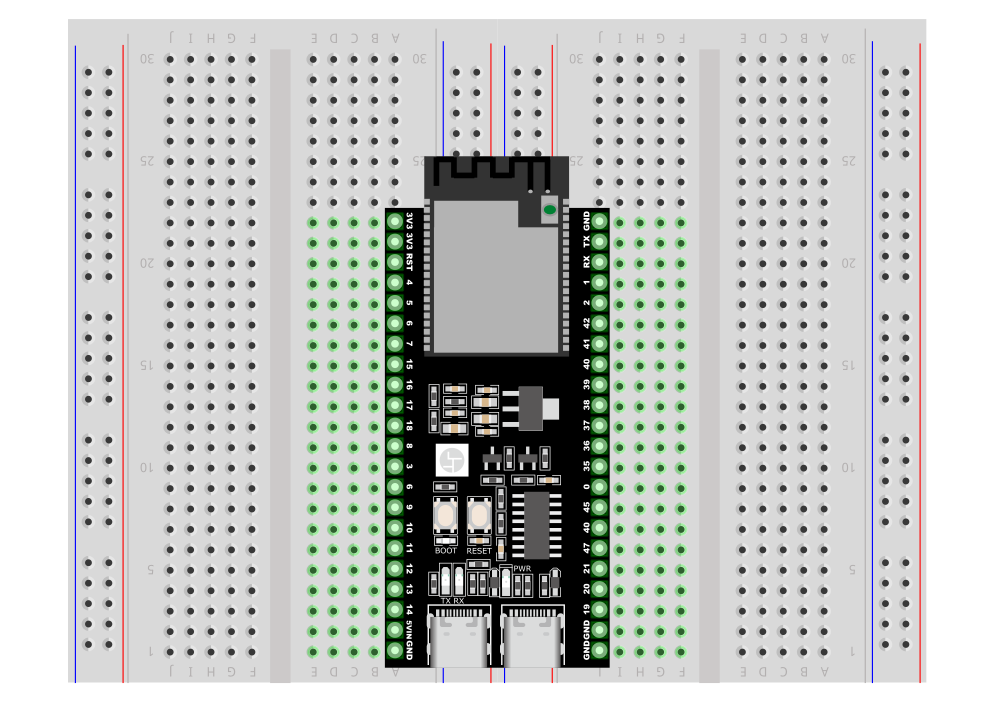 J I H G F E D C B A J I H G F E D C B A
30 30 30 30
25 25 25 25
3V3 GND
3V3 TX
RST RX
20 20
4 1
5 2
6 42
7 41
15 15
15 40
16 39
17 38
18 37
8 36
3 35
10 10
6 0
9 45
10 40
11 47
BOOT RESET
5 5
12 21
PWR
13 20
TX RX
14 19
5VIN GND
GND GND
1 1
J I H G F E D C B A J I H G F E D C B A